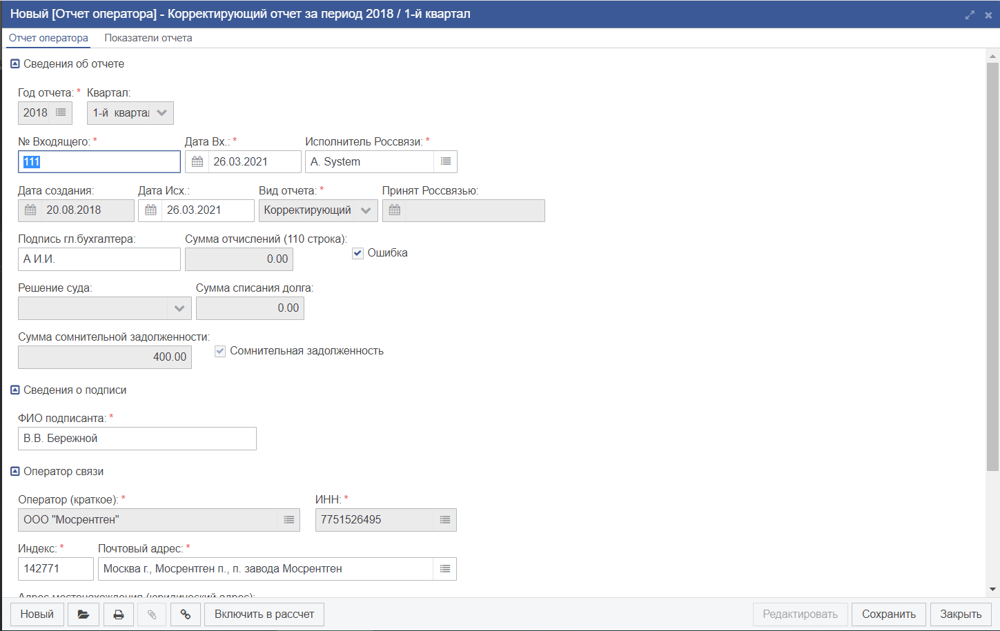 Новый [Отчет оператора] - Корректирующий отчет за период 2018 / 1-й квартал
Отчет оператора Показатели отчета
Сведения об отчете
Год отчета: * Квартал:
2018 1-й квартал
№ Входящего: * Дата Вх.: * Исполнитель Россвязи: *
111 26.03.2021 A. System
Дата создания: Дата Исх.: Вид отчета: * Принят Россвязью:
20.08.2018 26.03.2021 Корректирующий
Подпись гл.бухгалтера: Сумма отчислений (110 строка):
А И.И. 0.00 Ошибка
Решение суда: Сумма списания долга:
0.00
Сумма сомнительной задолженности:
400.00 Сомнительная задолженность
Сведения о подписи
ФИО подписанта: *
В.В. Бережной
Оператор связи
Оператор (краткое): * ИНН: *
ООО "Мосрентген" 7751526495
Индекс: * Почтовый адрес: *
142771 Москва г., Мосрентген п., п. завода Мосрентген
Адрес местонахождения (юридический адрес):
Новый Включить в рассчет Редактировать Сохранить Закрыть